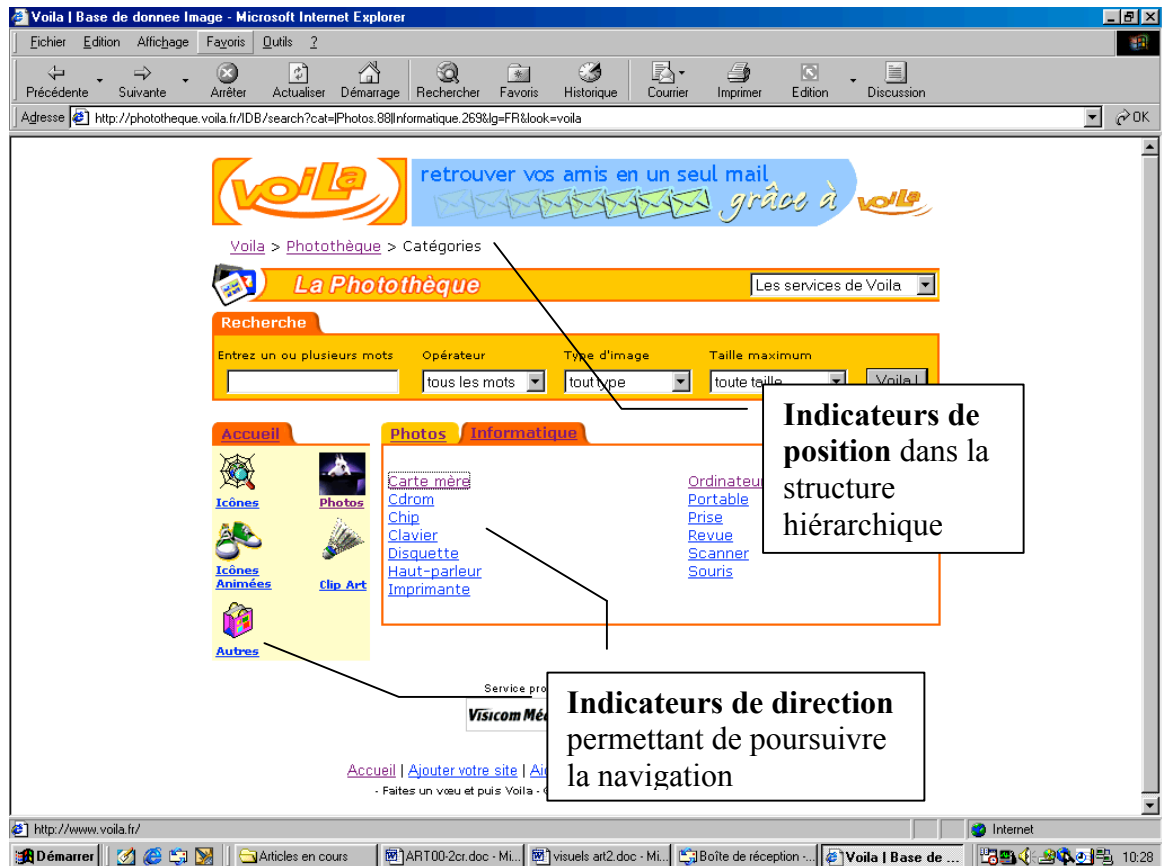 Voila | Base de donnee Image - Microsoft Internet Explorer
Eichier Edition Affichage Favoris Outils ?
Précédente Suivante Arrêter Actualiser Démarrage Rechercher Favoris Historique Courrier Imprimer Edition Discussion
Adresse http://phototheque.voila.fr/IDB/search?cat=|Photos.88|Informatique.269&lg=FR&look=voila OK
voila retrouver vos amis en un seul mail
grâce à voila
Voila > Photothèque > Catégories
La Photothèque Les services de Voila
Recherche
Entrez un ou plusieurs mots Opérateur Type d'image Taille maximum
tous les mots tout type toute taille Voila !
Indicateurs de
position dans la
structure
hiérarchique
Accueil Photos Informatique
Icônes Photos
Icônes
Animées Clip Art
Autres
Carte mère
Cdrom
Chip
Clavier
Disquette
Haut-parleur
Imprimante
Ordinateu
Portable
Prise
Revue
Scanner
Souris
Service pro
Visicom Méd
Indicateurs de direction
permettant de poursuivre
la navigation
Accueil | Ajouter votre site |
- Faites un vœu et puis Voila -
http://www.voila.fr/ Internet
Démarrer Articles en cours ART00-2cr.doc - Mi... visuels art2.doc - Mi... Boîte de réception -... Voila | Base de ... 10:28